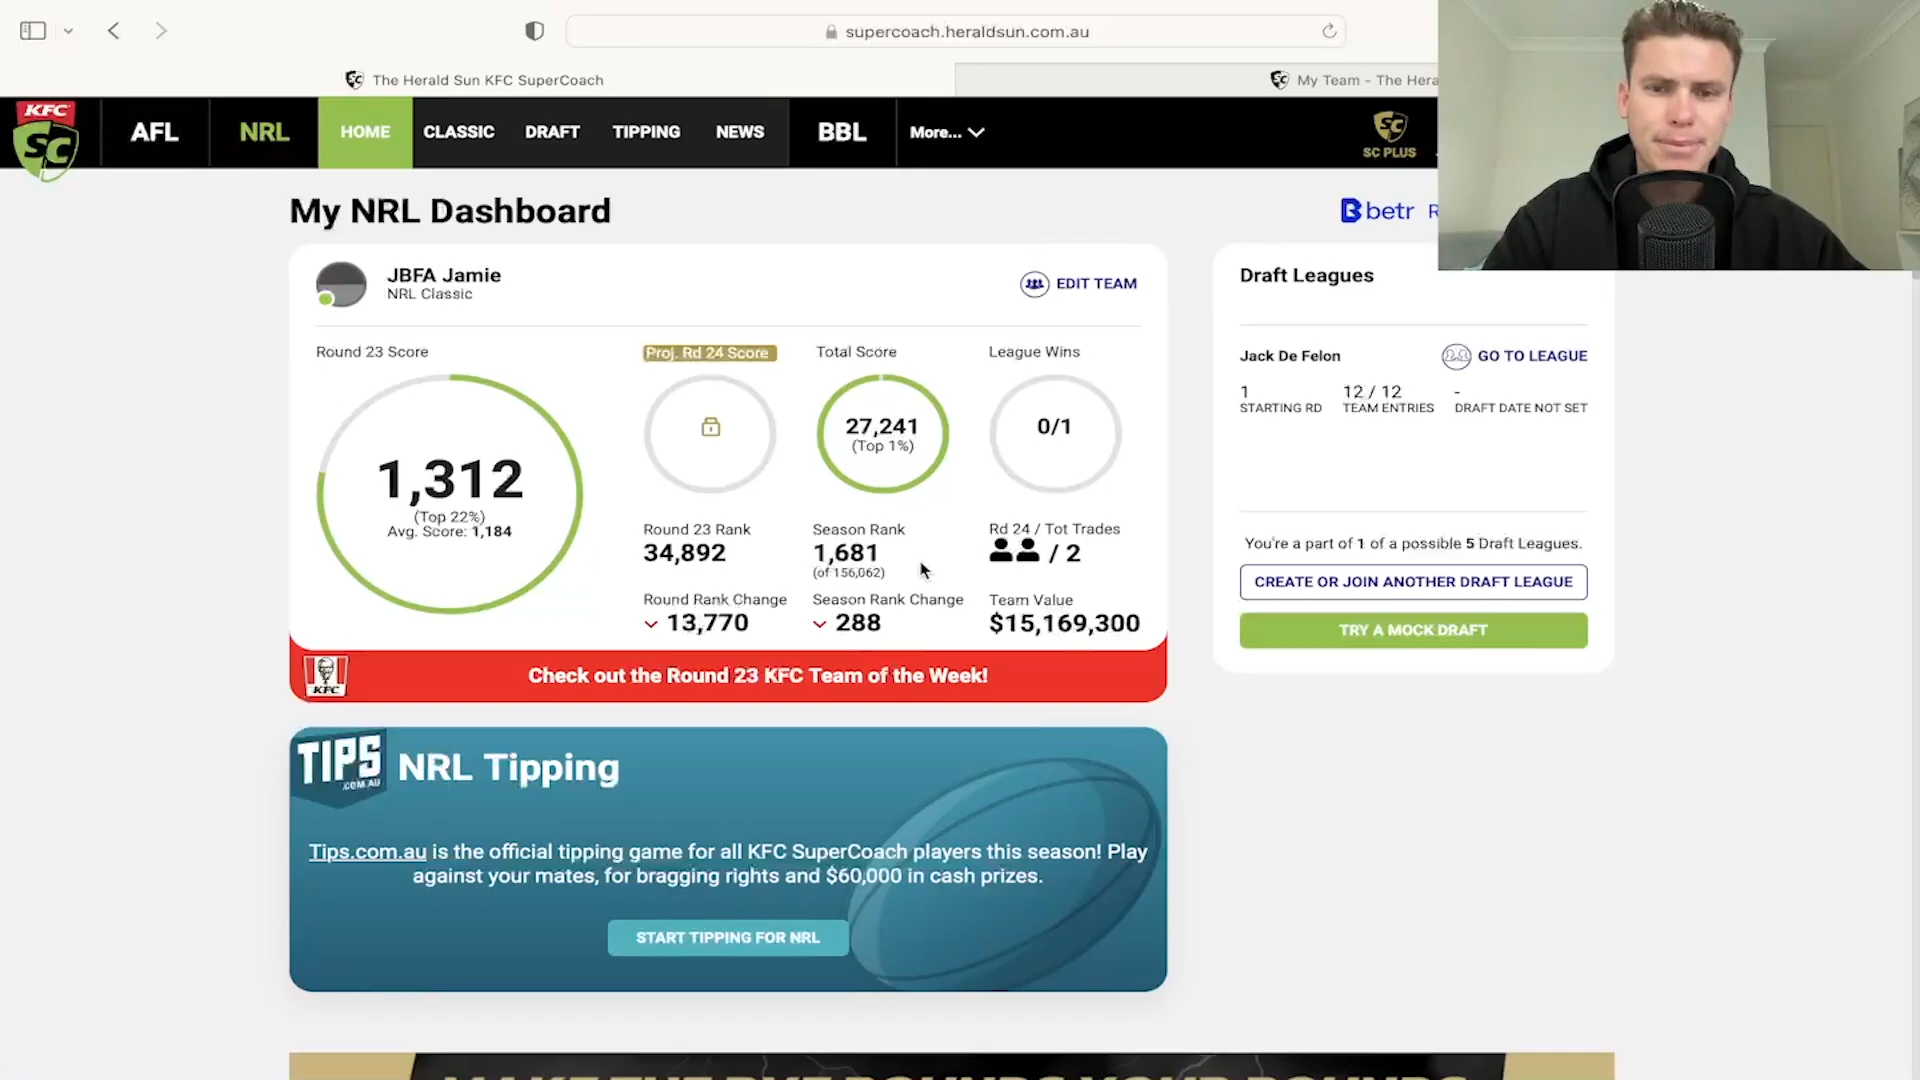 supercoach.heraldsun.com.au
The Herald Sun KFC SuperCoach
My Team - The Hera
KFC
SC
AFL
NRL
HOME
CLASSIC
DRAFT
TIPPING
NEWS
BBL
More...
SC
SC PLUS
My NRL Dashboard
betr R
JBFA Jamie
NRL Classic
EDIT TEAM
Round 23 Score
Proj. Rd 24 Score
Total Score
League Wins
1,312
(Top 22%)
Avg. Score: 1,184
27,241
(Top 1%)
0/1
Round 23 Rank
34,892
Season Rank
1,681
(of 156,062)
Rd 24 / Tot Trades
/ 2
Round Rank Change
13,770
Season Rank Change
288
Team Value
$15,169,300
KFC
Check out the Round 23 KFC Team of the Week!
Draft Leagues
Jack De Felon
GO TO LEAGUE
1
STARTING RD
12 / 12
TEAM ENTRIES
-
DRAFT DATE NOT SET
You're a part of 1 of a possible 5 Draft Leagues.
CREATE OR JOIN ANOTHER DRAFT LEAGUE
TRY A MOCK DRAFT
TIPS
.COM.AU
NRL Tipping
Tips.com.au is the official tipping game for all KFC SuperCoach players this season! Play
against your mates, for bragging rights and $60,000 in cash prizes.
START TIPPING FOR NRL